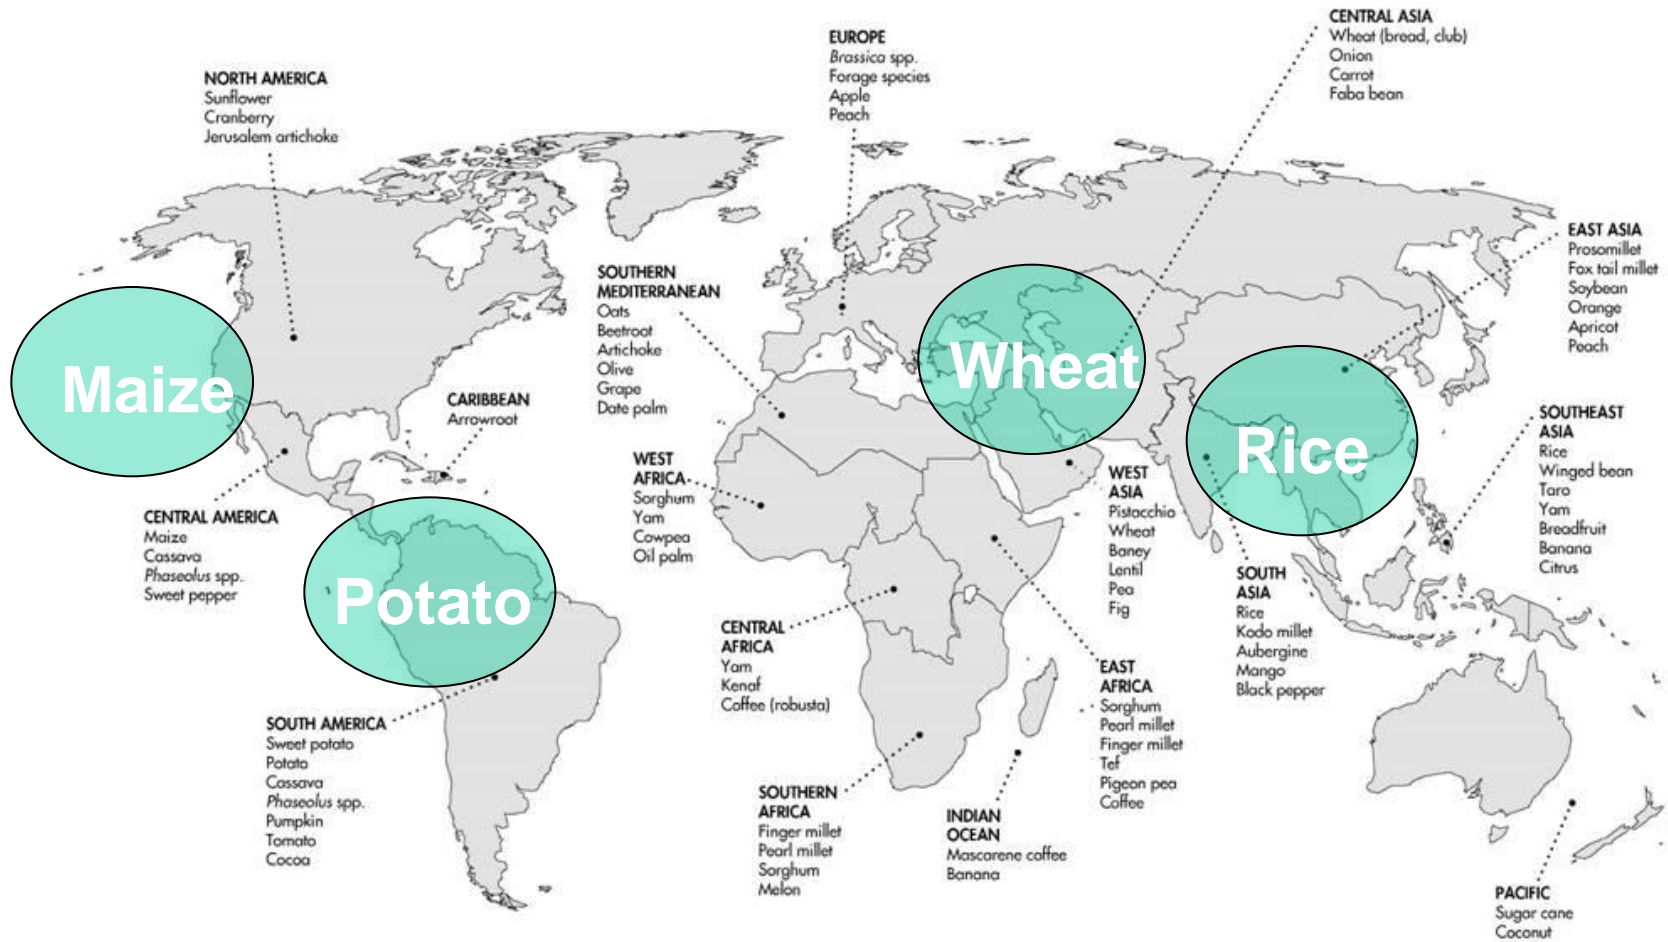 CENTRAL ASIA
Wheat (bread, club)
Onion
Carrot
Faba bean
EUROPE
Brassica spp.
Forage species
Apple
Peach
NORTH AMERICA
Sunflower
Cranberry
Jerusalem artichoke
EAST ASIA
Prosomillet
Fox tail millet
Soybean
Orange
Apricot
Peach
SOUTHERN
MEDITERRANEAN
Oats
Beetroot
Artichoke
Olive
Grape
Date palm
Maize
Wheat
Rice
CARIBBEAN
Arrowroot
SOUTHEAST
ASIA
Rice
Winged bean
Taro
Yam
Breadfruit
Banana
Citrus
WEST
AFRICA
Sorghum
Yam
Cowpea
Oil palm
WEST
ASIA
Pistacchio
Wheat
Baney
Lentil
Pea
Fig
CENTRAL AMERICA
Maize
Cassava
Phaseolus spp.
Sweet pepper
Potato
SOUTH
ASIA
Rice
Kodo millet
Aubergine
Mango
Black pepper
CENTRAL
AFRICA
Yam
Kenaf
Coffee (robusta)
EAST
AFRICA
Sorghum
Pearl millet
Finger millet
Tef
Pigeon pea
Coffee
SOUTH AMERICA
Sweet potato
Potato
Cassava
Phaseolus spp.
Pumpkin
Tomato
Cocoa
SOUTHERN
AFRICA
Finger millet
Pearl millet
Sorghum
Melon
INDIAN
OCEAN
Mascarene coffee
Banana
PACIFIC
Sugar cane
Coconut